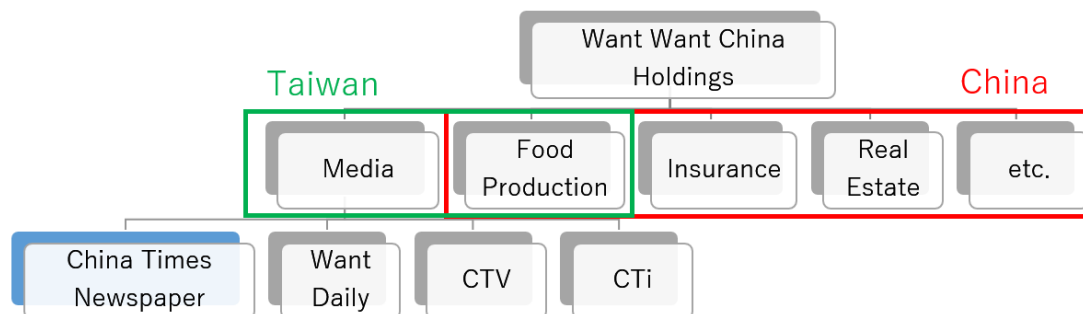 Want Want China
Holdings
Taiwan
China
Media
Food
Production
Insurance
Real
Estate
etc.
China Times
Newspaper
Want
Daily
CTV
CTi